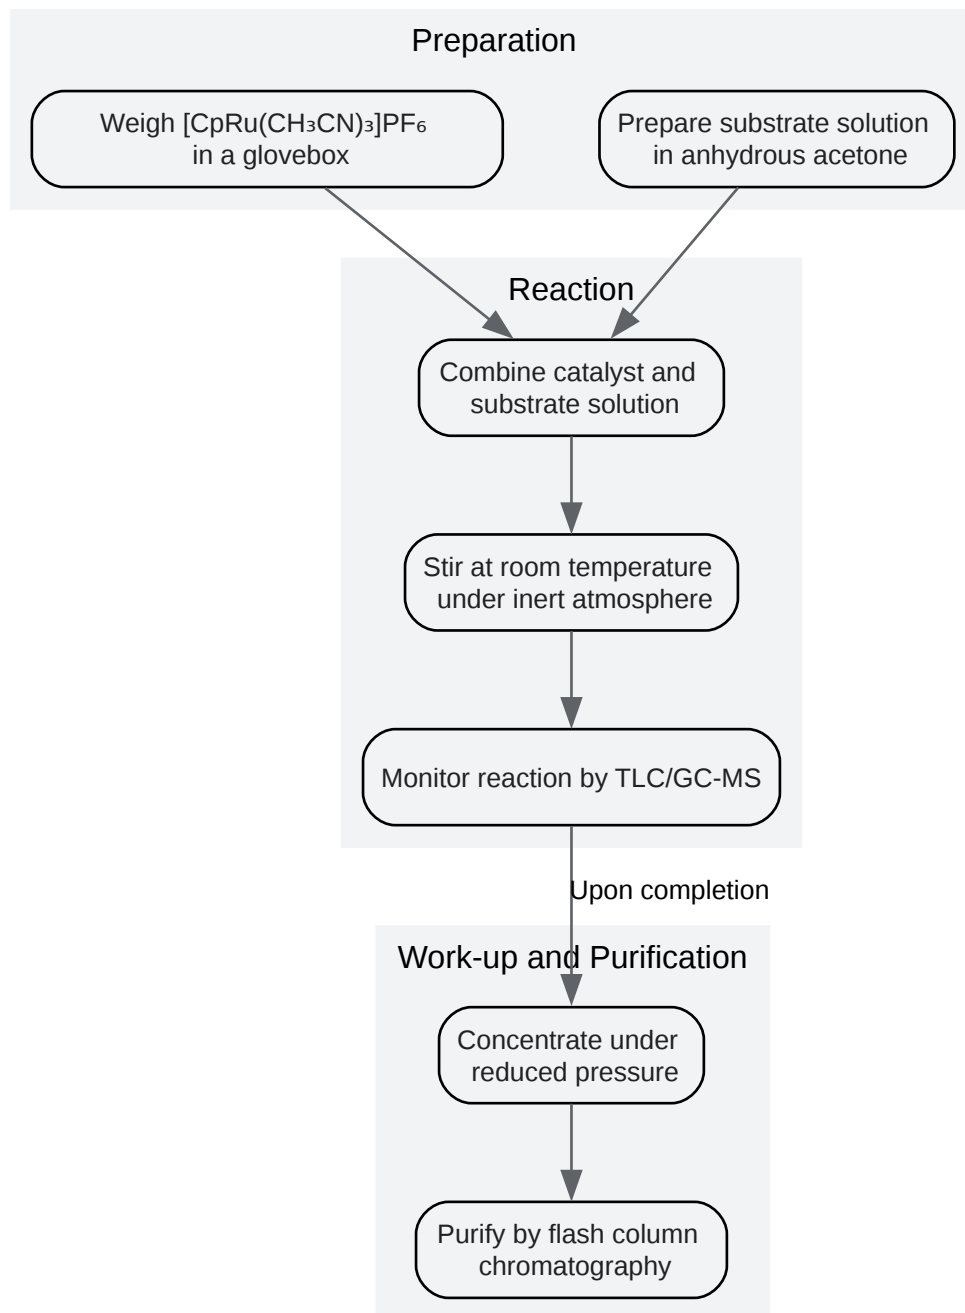 Preparation
Weigh [CpRu(CH₃CN)₃]PF₆
in a glovebox
Prepare substrate solution
in anhydrous acetone
Reaction
Combine catalyst and
substrate solution
Stir at room temperature
under inert atmosphere
Monitor reaction by TLC/GC-MS
Upon completion
Work-up and Purification
Concentrate under
reduced pressure
Purify by flash column
chromatography